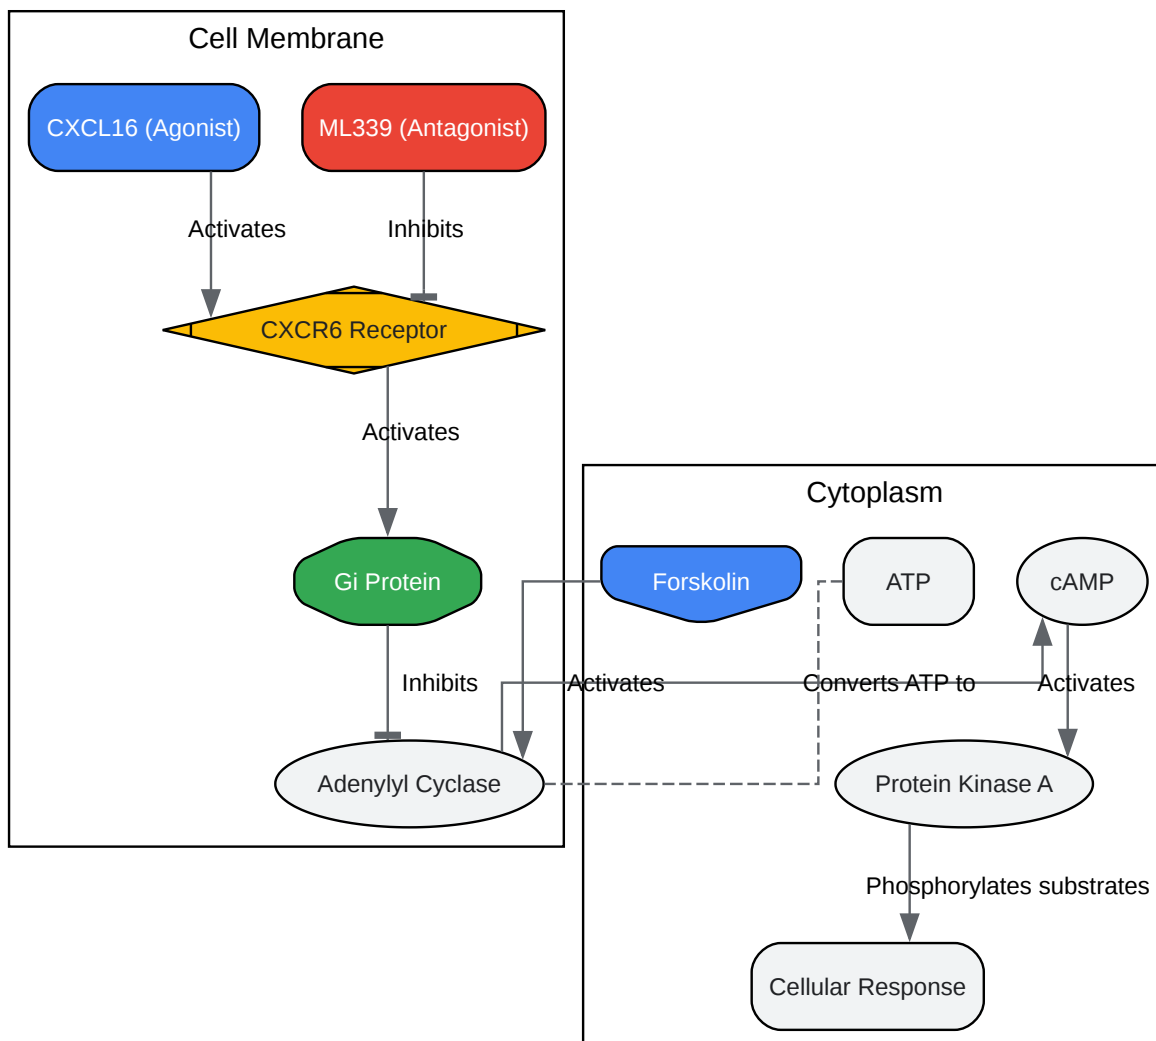 Cell Membrane
CXCL16 (Agonist)
ML339 (Antagonist)
Activates
Inhibits
CXCR6 Receptor
Activates
Cytoplasm
Gi Protein
Forskolin
ATP
cAMP
Inhibits
Activates
Converts ATP to
Activates
Adenylyl Cyclase
Protein Kinase A
Phosphorylates substrates
Cellular Response